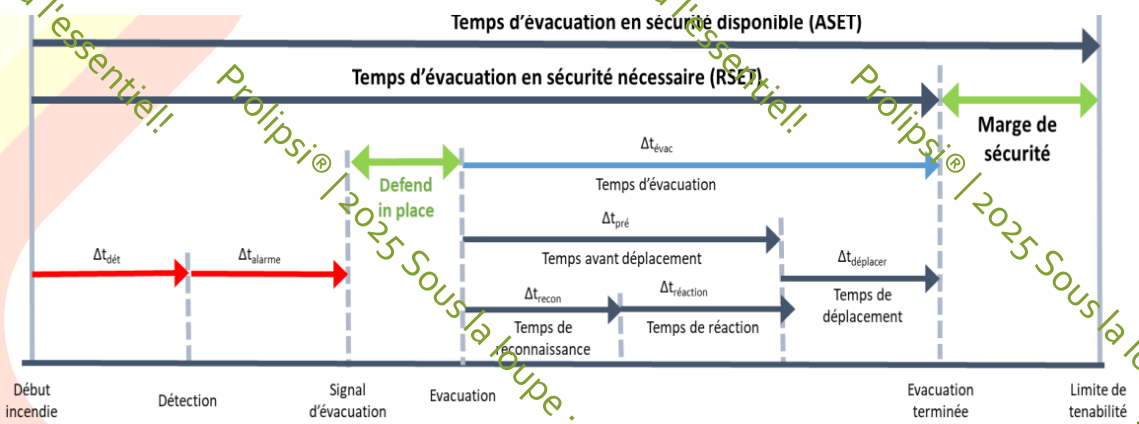 Temps d'évacuation en sécurité disponible (ASET)
Temps d'évacuation en sécurité nécessaire (RSET)
Marge de
sécurité
Δtévac
Temps d'évacuation
Defend
in place
Δtpré
Temps avant déplacement
Δtdét
Δtalarme
Δtdéplacer
Temps de
déplacement
Δtrecon
Temps de
reconnaissance
Δtréaction
Temps de réaction
Début
incendie
Détection
Signal
d'évacuation
Evacuation
Evacuation
terminée
Limite de
tenabilité
l'essentiel!
Prolipsi® | 2025 Sous la loupe :
l'essentiel!
Prolipsi® | 2025 Sous la